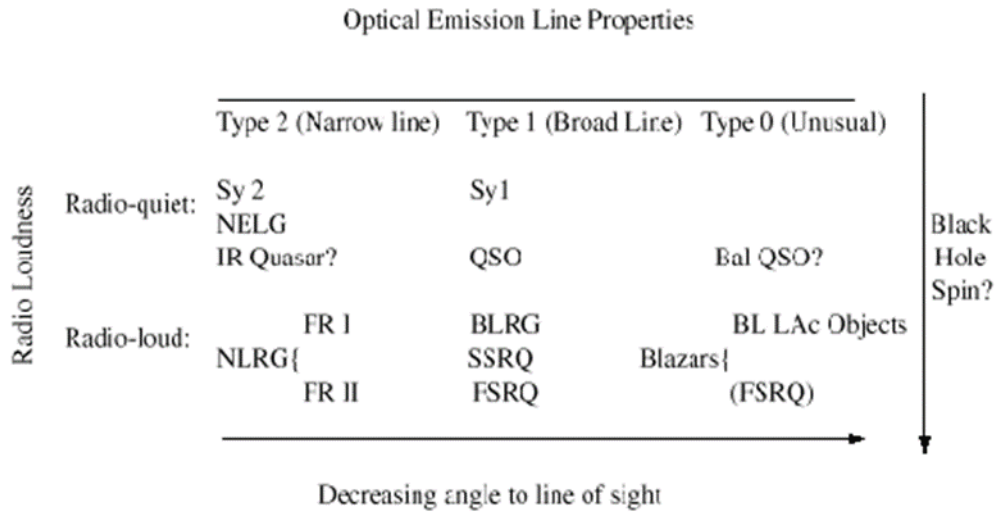 Optical Emission Line Properties
Type 2 (Narrow line) Type 1 (Broad Line) Type 0 (Unusual)
Radio Loudness
Radio-quiet: Sy 2 Sy1
NELG
IR Quasar? QSO Bal QSO?
Black
Hole
Spin?
Radio-loud: FR I BLRG BL LAc Objects
NLRG{ SSRQ Blazars{
FR II FSRQ (FSRQ)
Decreasing angle to line of sight